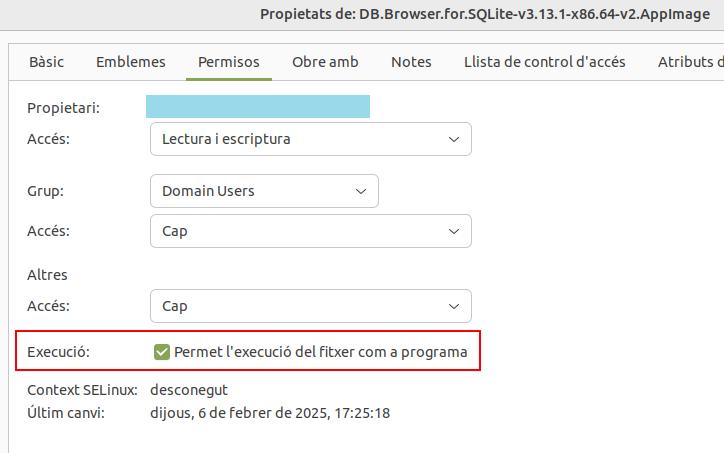 Propietats de: DB.Browser.for.SQLite-v3.13.1-x86.64-v2.AppImage
Bàsic Emblemes Permisos Obre amb Notes Llista de control d'accés Atributs d
Propietari:
Accés: Lectura i escriptura
Grup: Domain Users
Accés: Cap
Altres
Accés: Cap
Execució: Permet l'execució del fitxer com a programa
Context SELinux: desconegut
Últim canvi: dijous, 6 de febrer de 2025, 17:25:18